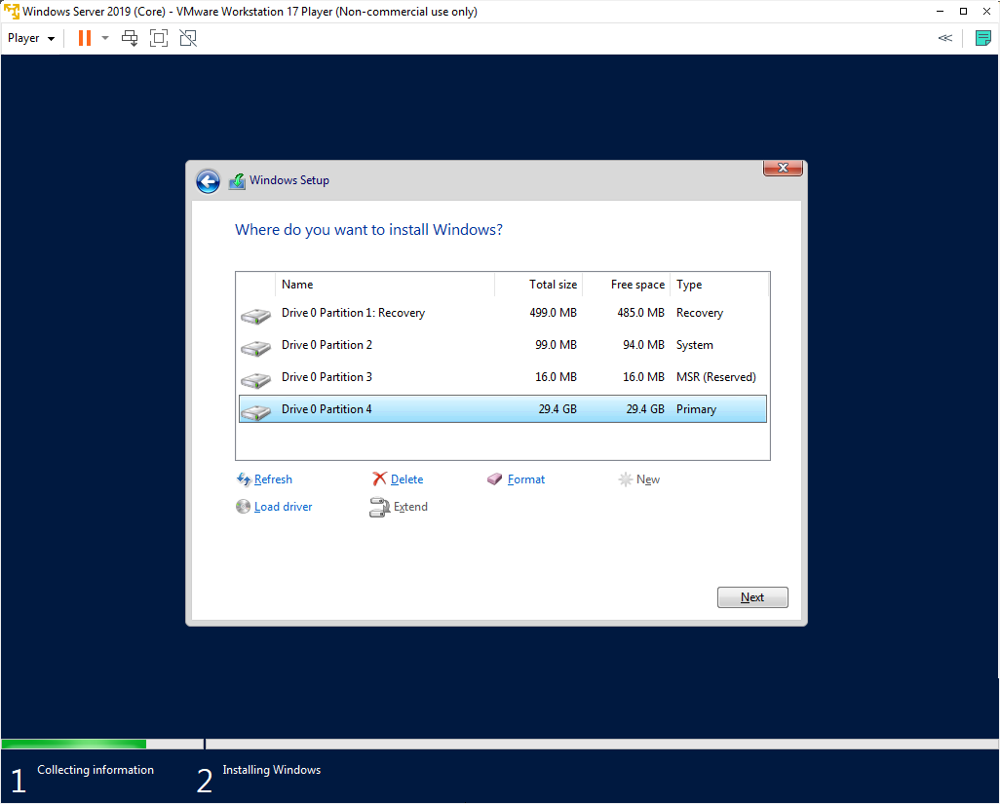 Windows Server 2019 (Core) - VMware Workstation 17 Player (Non-commercial use only)
Player
Windows Setup
Where do you want to install Windows?
Name Total size Free space Type
Drive 0 Partition 1: Recovery 499.0 MB 485.0 MB Recovery
Drive 0 Partition 2 99.0 MB 94.0 MB System
Drive 0 Partition 3 16.0 MB 16.0 MB MSR (Reserved)
Drive 0 Partition 4 29.4 GB 29.4 GB Primary
Refresh Delete Format New
Load driver Extend
Next
1 Collecting information 2 Installing Windows